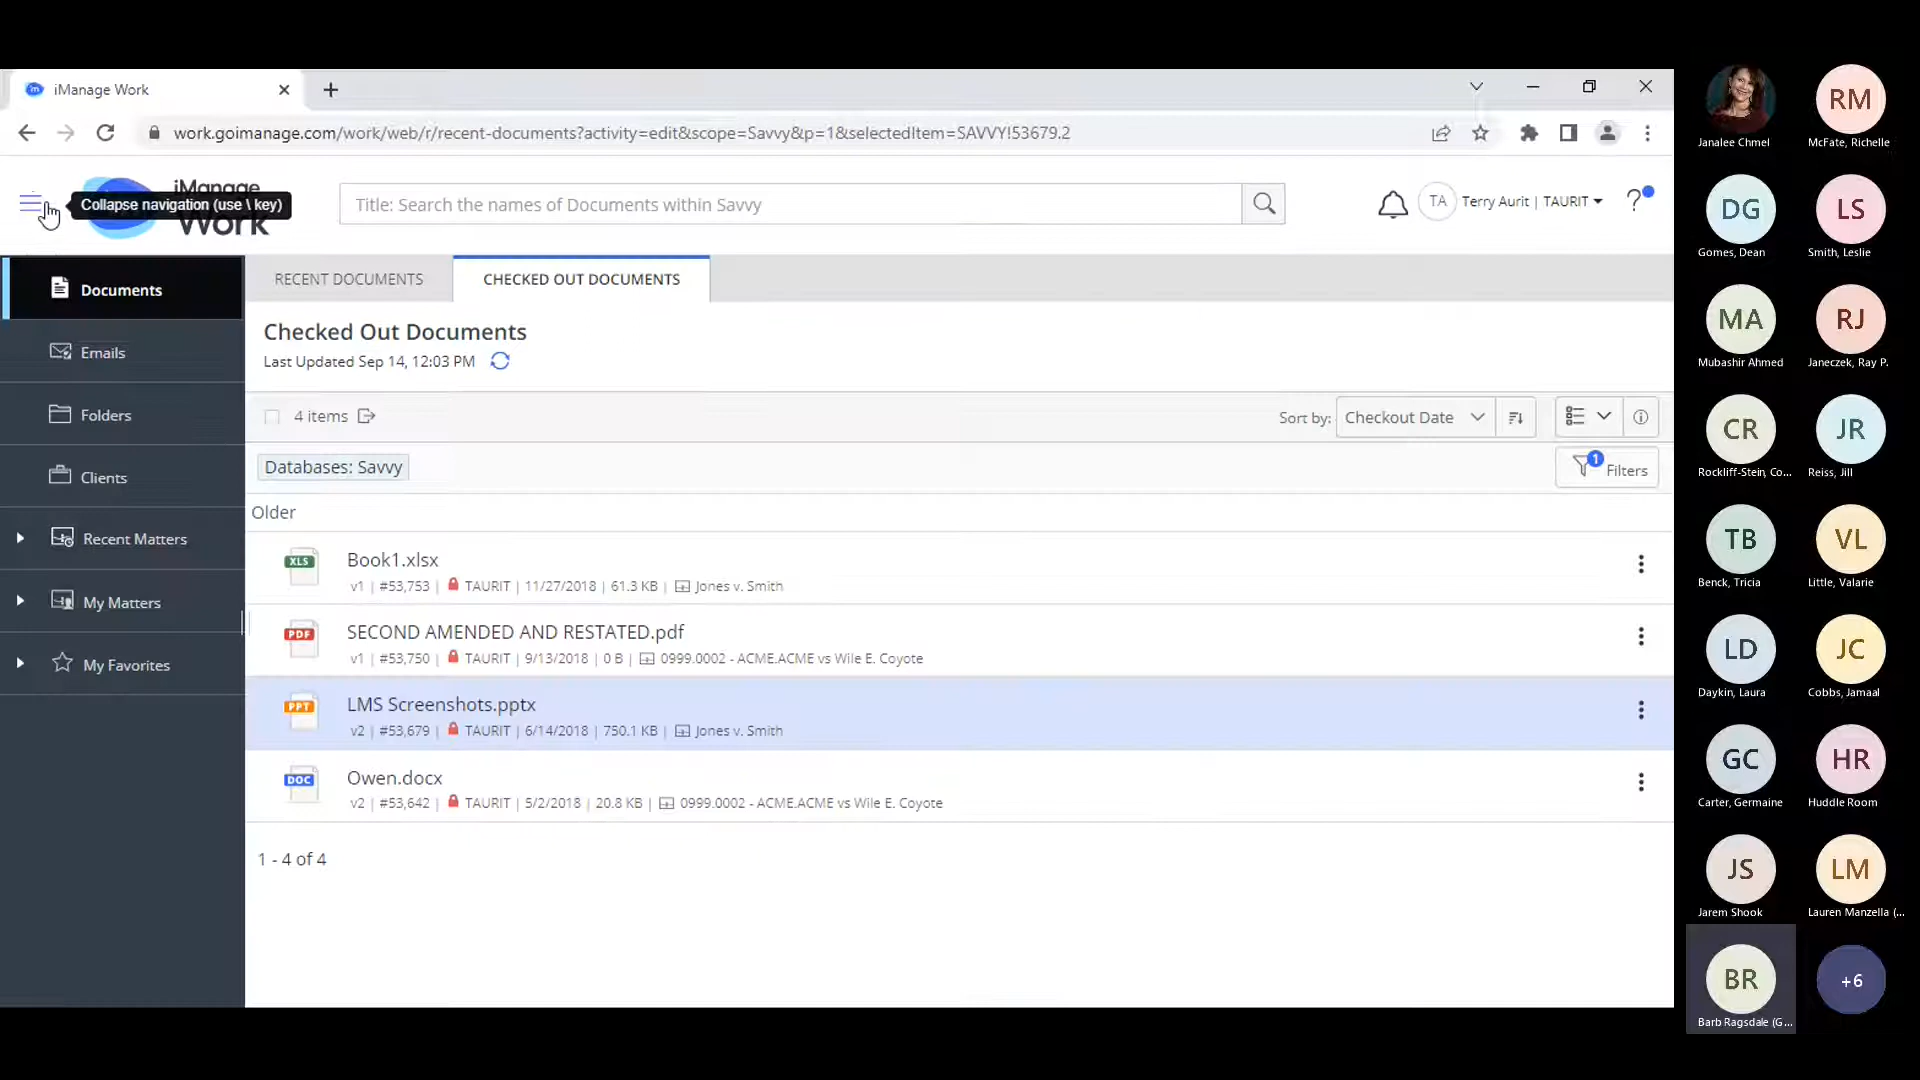 iManage Work
work.goimanage.com/work/web/r/recent-documents?activity=edit&scope=Savvy&p=1&selectedItem=SAVVY!53679.2
Collapse navigation (use \ key)
iManage
Work
Title: Search the names of Documents within Savvy
TA
Terry Aurit | TAURIT
?
Documents
Emails
Folders
Clients
Recent Matters
My Matters
My Favorites
RECENT DOCUMENTS
CHECKED OUT DOCUMENTS
Checked Out Documents
Last Updated Sep 14, 12:03 PM
4 items
Sort by:
Checkout Date
Databases: Savvy
1
Filters
Older
XLS
Book1.xlsx
v1 | #53,753 | TAURIT | 11/27/2018 | 61.3 KB | Jones v. Smith
PDF
SECOND AMENDED AND RESTATED.pdf
v1 | #53,750 | TAURIT | 9/13/2018 | 0 B | 0999.0002 - ACME.ACME vs Wile E. Coyote
PPT
LMS Screenshots.pptx
v2 | #53,679 | TAURIT | 6/14/2018 | 750.1 KB | Jones v. Smith
DOC
Owen.docx
v2 | #53,642 | TAURIT | 5/2/2018 | 20.8 KB | 0999.0002 - ACME.ACME vs Wile E. Coyote
1 - 4 of 4
Janalee Chmel
RM
McFate, Richelle
DG
Gomes, Dean
LS
Smith, Leslie
MA
Mubashir Ahmed
RJ
Janeczek, Ray P.
CR
Rockliff-Stein, Co...
JR
Reiss, Jill
TB
Benck, Tricia
VL
Little, Valarie
LD
Daykin, Laura
JC
Cobbs, Jamaal
GC
Carter, Germaine
HR
Huddle Room
JS
Jarem Shook
LM
Lauren Manzella (...
BR
Barb Ragsdale (G...
+6